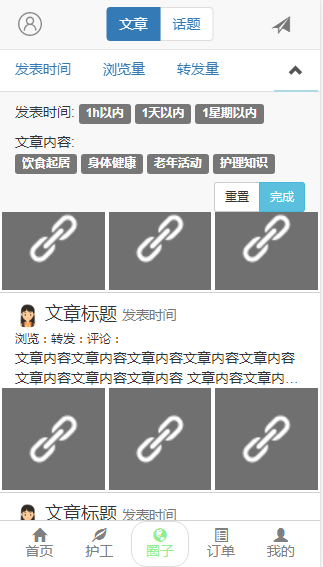 文章 话题
发表时间 浏览量 转发量
发表时间: 1h以内 1天以内 1星期以内
文章内容:
饮食起居 身体健康 老年活动 护理知识
重置 完成
文章标题 发表时间
浏览：转发：评论：
文章内容文章内容文章内容文章内容文章内容
文章内容文章内容文章内容 文章内容文章内...
文章标题 发表时间
首页 护工 圈子 订单 我的